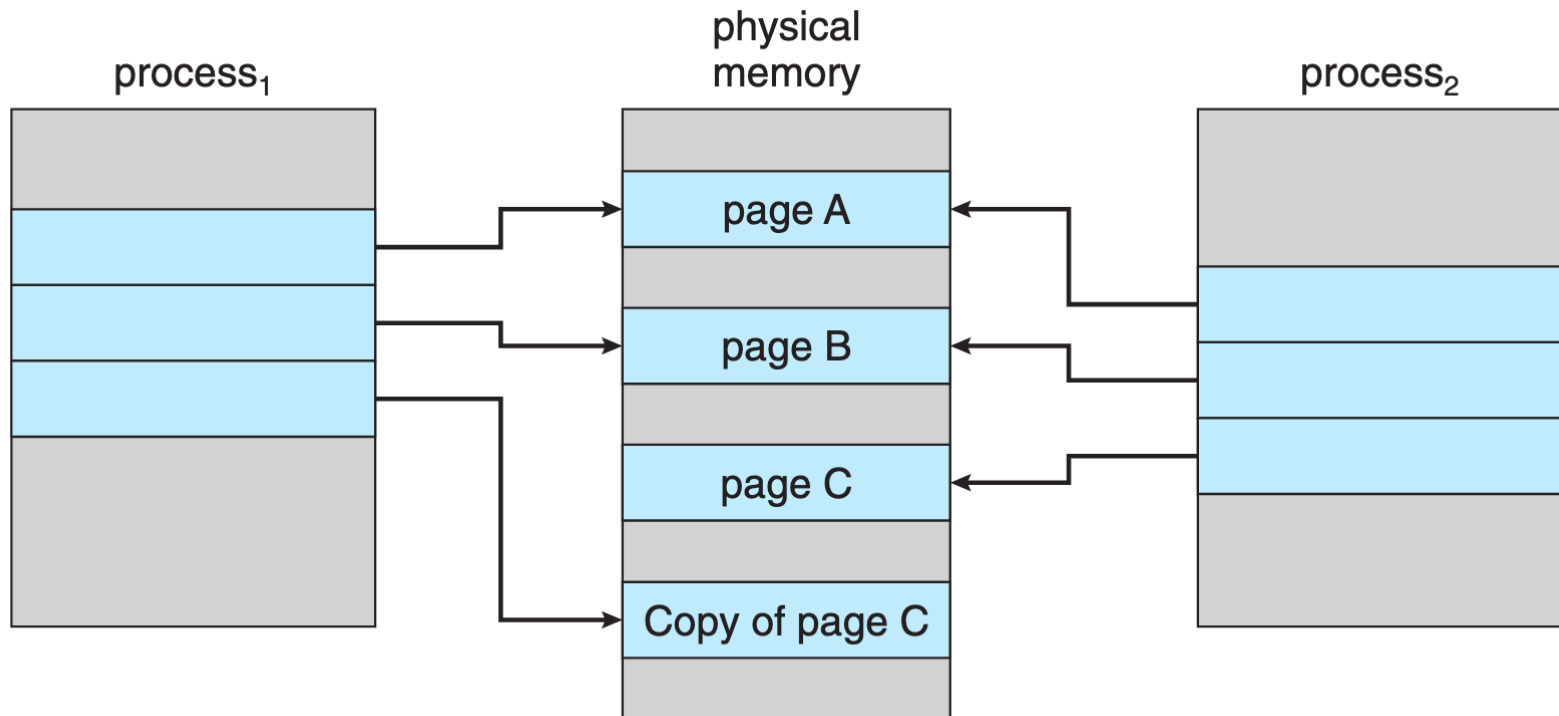 process₁
physical
memory
process₂
page A
page B
page C
Copy of page C